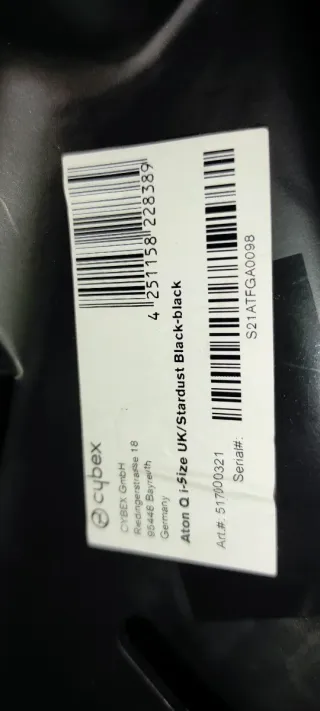 cybex
CYBEX GmbH
Riedingerstrasse 18
95448 Bayreuth
Germany
4 251158 228389
Aton Q i-Size UK/Stardust Black-black
Art.#: 517000321
Serial#:
S21ATFGA0098